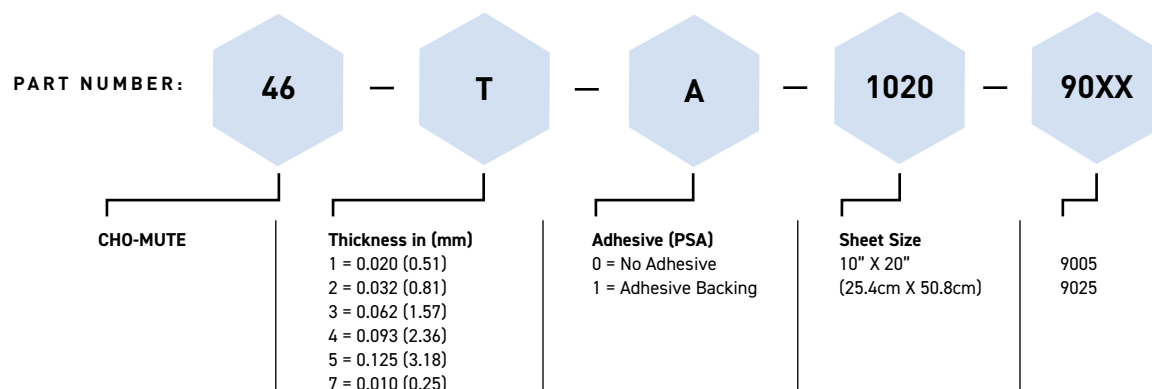 PART NUMBER:
46 — T — A — 1020 — 90XX
CHO-MUTE
Thickness in (mm)
1 = 0.020 (0.51)
2 = 0.032 (0.81)
3 = 0.062 (1.57)
4 = 0.093 (2.36)
5 = 0.125 (3.18)
7 = 0.010 (0.25)
Adhesive (PSA)
0 = No Adhesive
1 = Adhesive Backing
Sheet Size
10” X 20”
(25.4cm X 50.8cm)
9005
9025